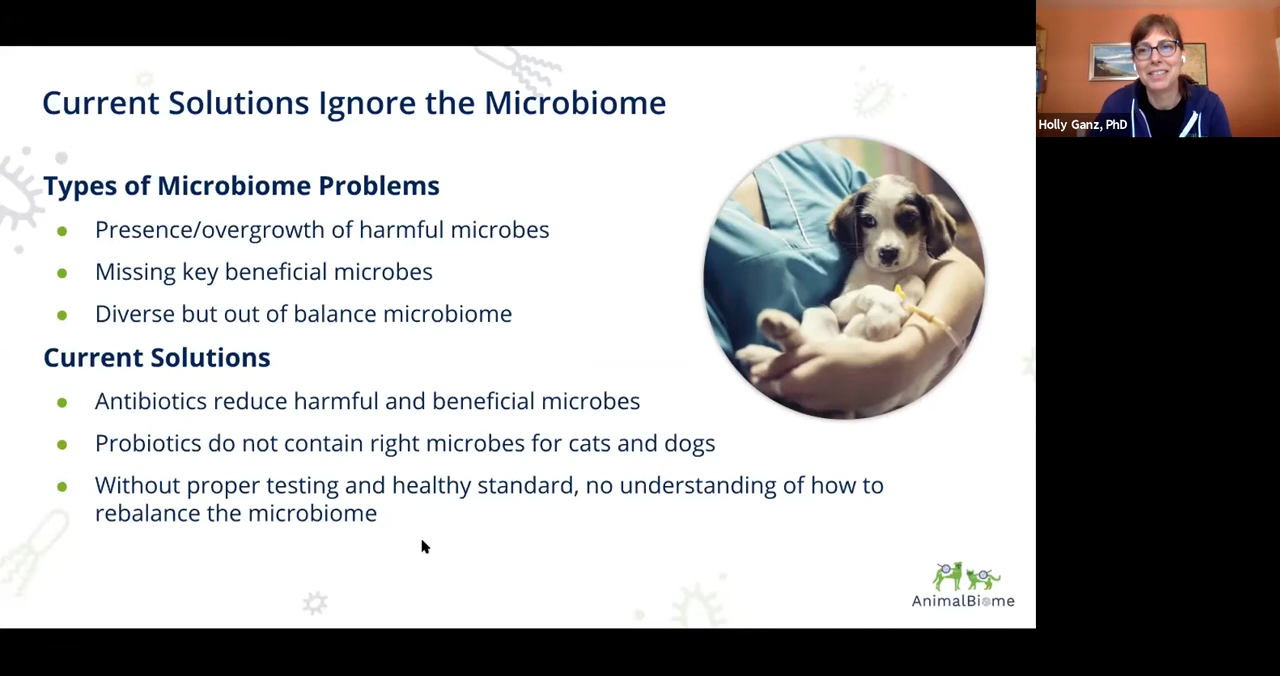 Current Solutions Ignore the Microbiome
Types of Microbiome Problems
Presence/overgrowth of harmful microbes
Missing key beneficial microbes
Diverse but out of balance microbiome
Current Solutions
Antibiotics reduce harmful and beneficial microbes
Probiotics do not contain right microbes for cats and dogs
Without proper testing and healthy standard, no understanding of how to
rebalance the microbiome
AnimalBiome
Holly Ganz, PhD